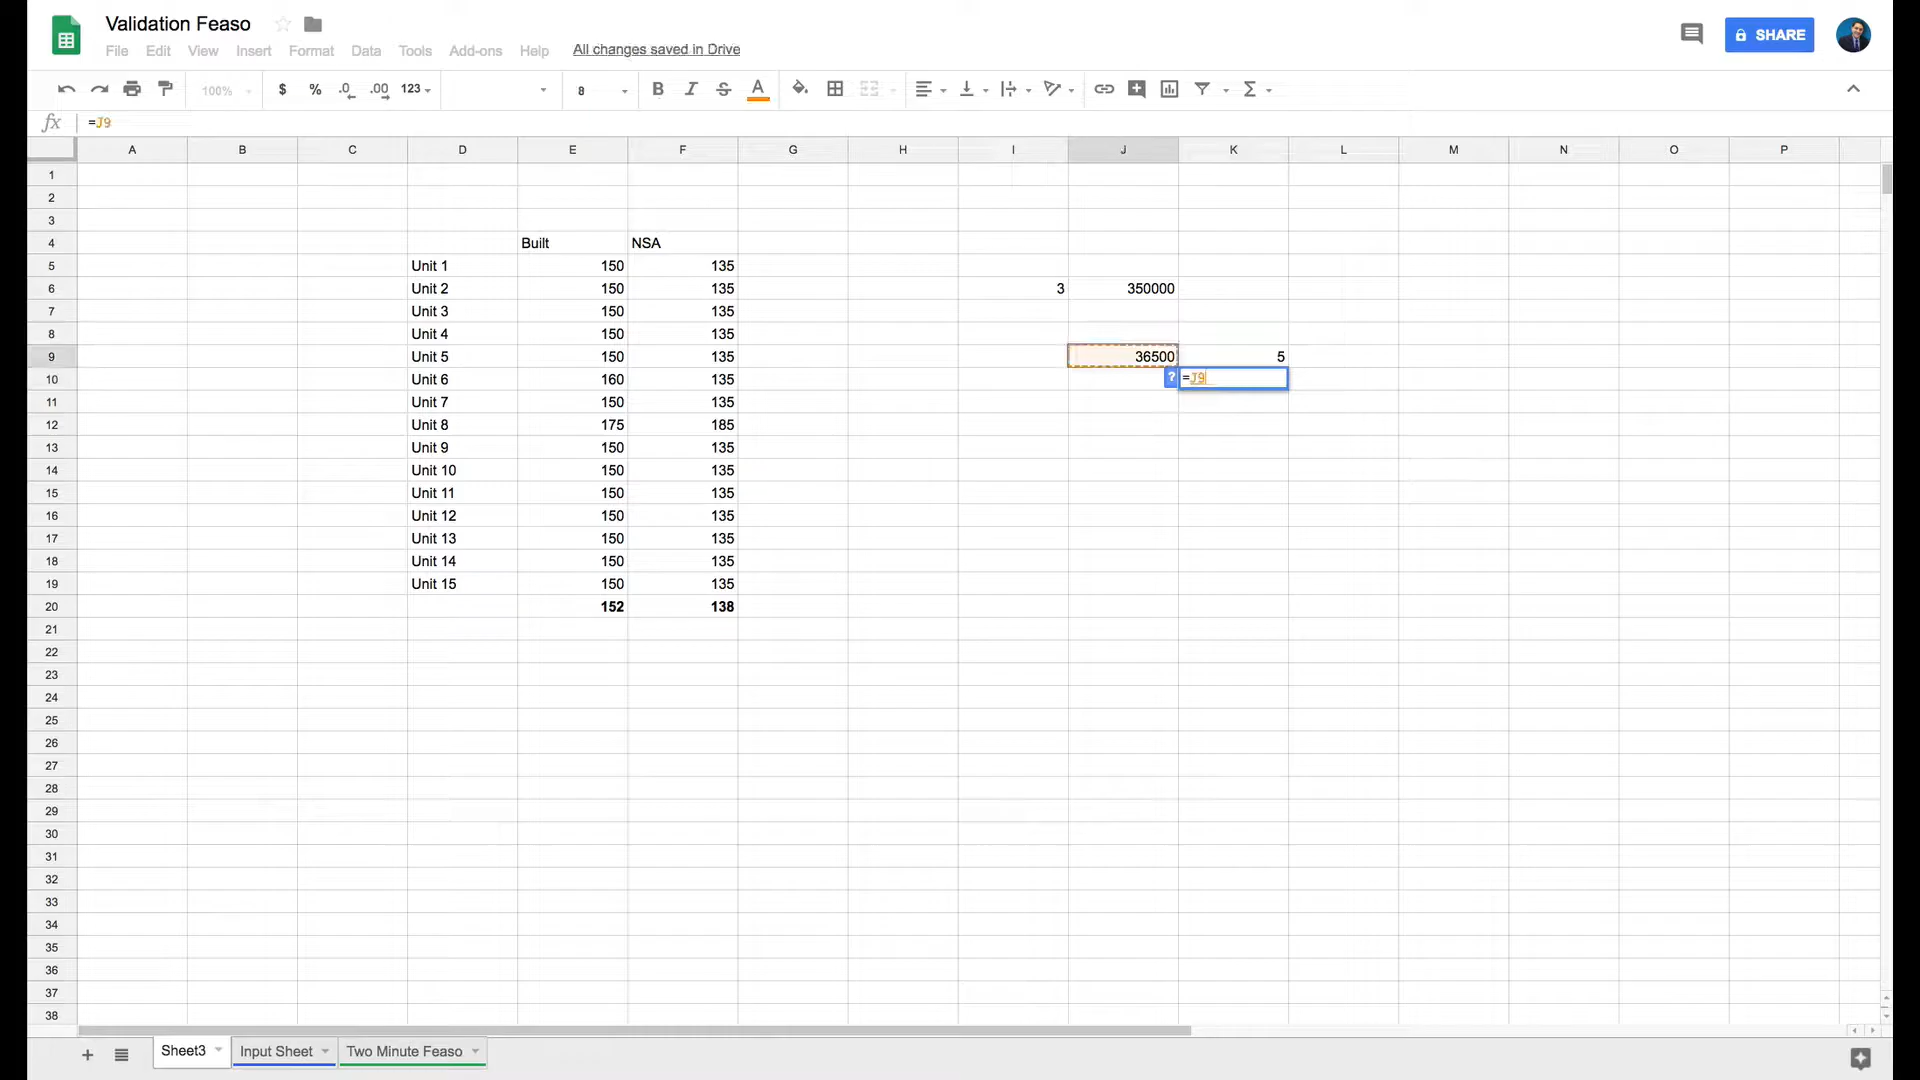 Validation Feaso
File Edit View Insert Format Data Tools Add-ons Help All changes saved in Drive
SHARE
100% $ % .0 .00 123 8 B I S A Σ
fx =J9
A B C D E F G H I J K L M N O P
1
2
3
4 Built NSA
5 Unit 1 150 135
6 Unit 2 150 135 3 350000
7 Unit 3 150 135
8 Unit 4 150 135
9 Unit 5 150 135 36500 5
10 Unit 6 160 135 ? =J9
11 Unit 7 150 135
12 Unit 8 175 185
13 Unit 9 150 135
14 Unit 10 150 135
15 Unit 11 150 135
16 Unit 12 150 135
17 Unit 13 150 135
18 Unit 14 150 135
19 Unit 15 150 135
20 152 138
21
22
23
24
25
26
27
28
29
30
31
32
33
34
35
36
37
38
Sheet3 Input Sheet Two Minute Feaso